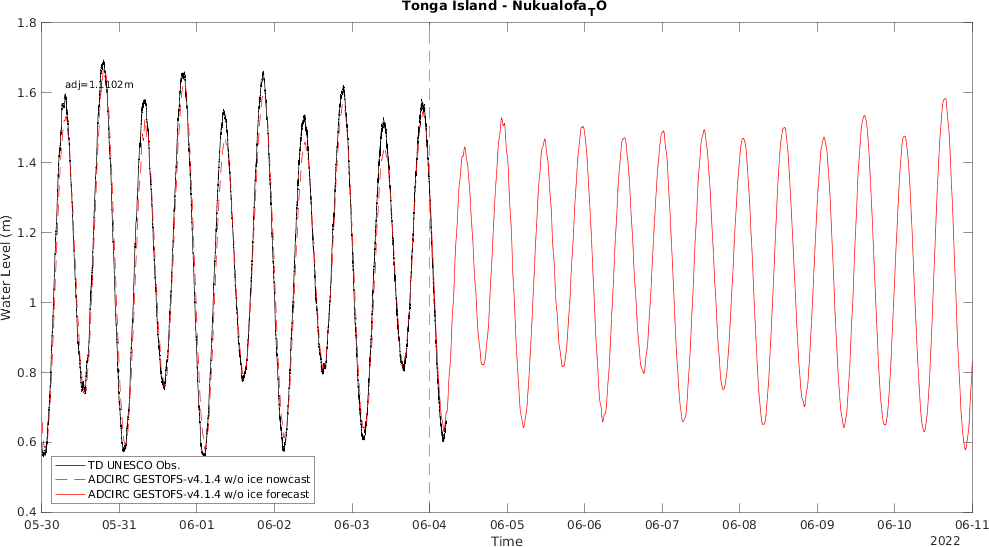 Tonga Island - Nukualofa_TO
1.8
1.6
1.4
1.2
1
0.8
0.6
0.4
Water Level (m)
adj=1.1102m
TD UNESCO Obs.
ADCIRC GESTOFS-v4.1.4 w/o ice nowcast
ADCIRC GESTOFS-v4.1.4 w/o ice forecast
05-30 05-31 06-01 06-02 06-03 06-04 06-05 06-06 06-07 06-08 06-09 06-10 06-11
Time
2022